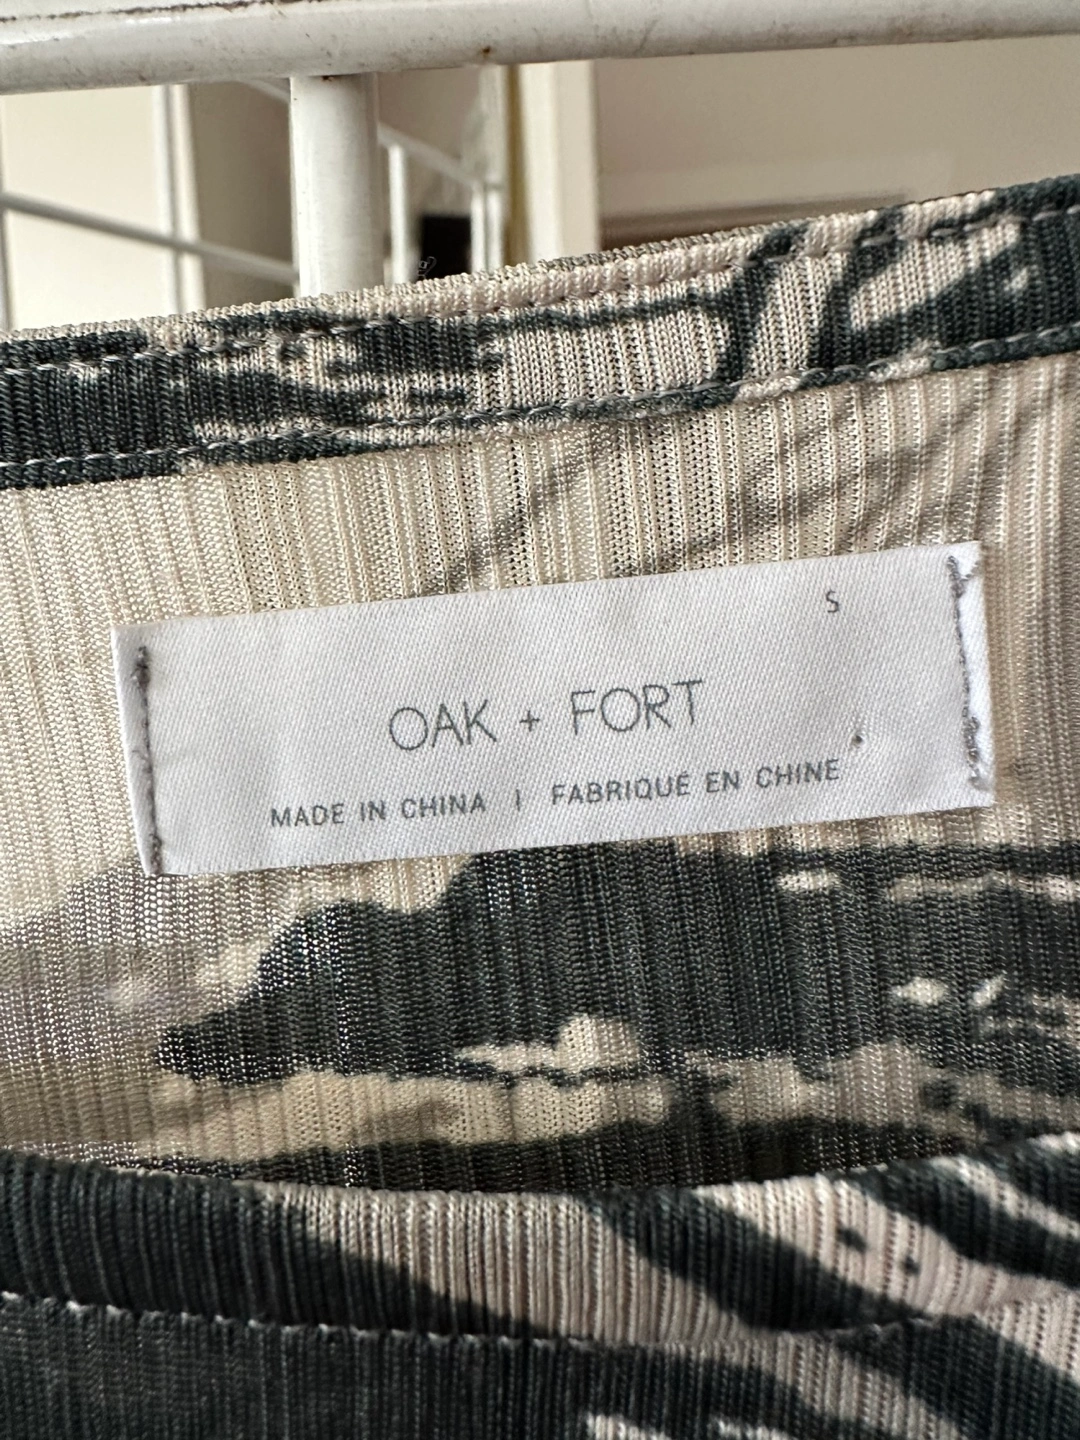 S
OAK + FORT
MADE IN CHINA | FABRIQUÉ EN CHINE